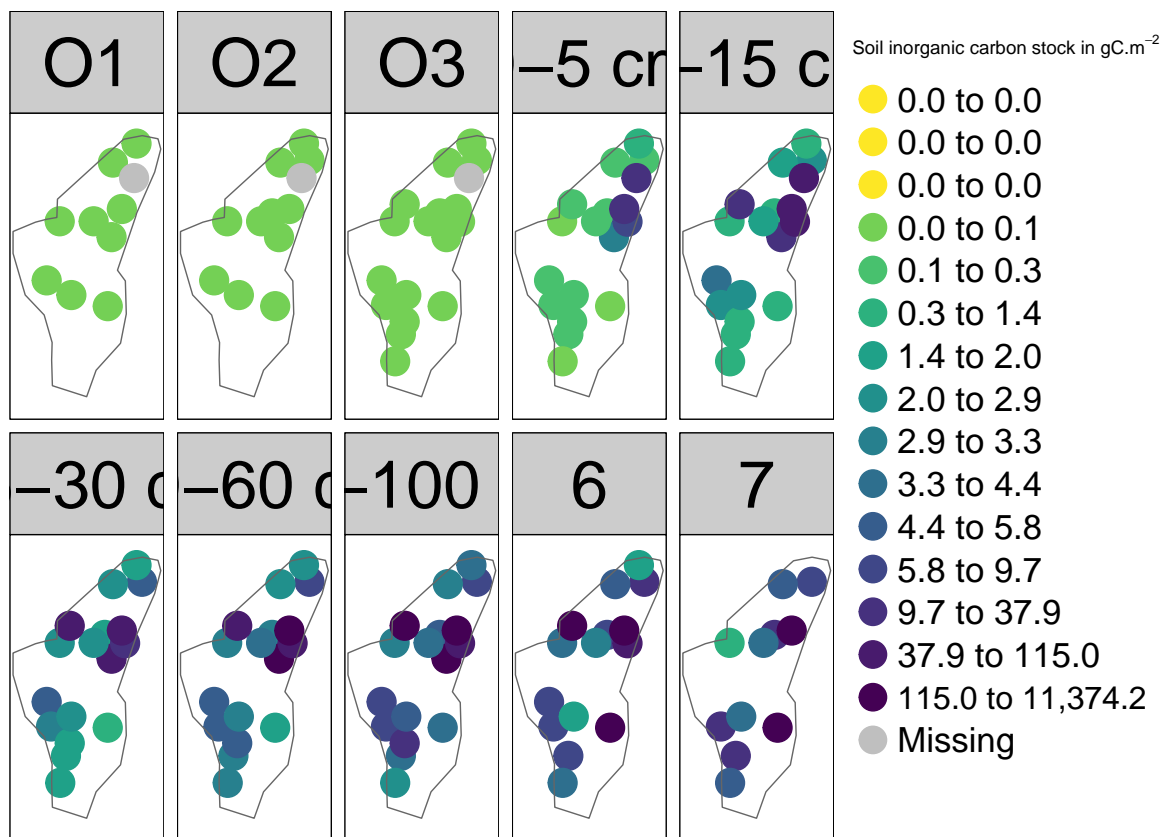 O1
O2
O3
–5 cr
–15 c
Soil inorganic carbon stock in gC.m⁻²
0.0 to 0.0
0.0 to 0.0
0.0 to 0.0
0.0 to 0.1
0.1 to 0.3
0.3 to 1.4
1.4 to 2.0
2.0 to 2.9
2.9 to 3.3
3.3 to 4.4
4.4 to 5.8
5.8 to 9.7
9.7 to 37.9
37.9 to 115.0
115.0 to 11,374.2
Missing
–30 c
–60 c
–100
6
7